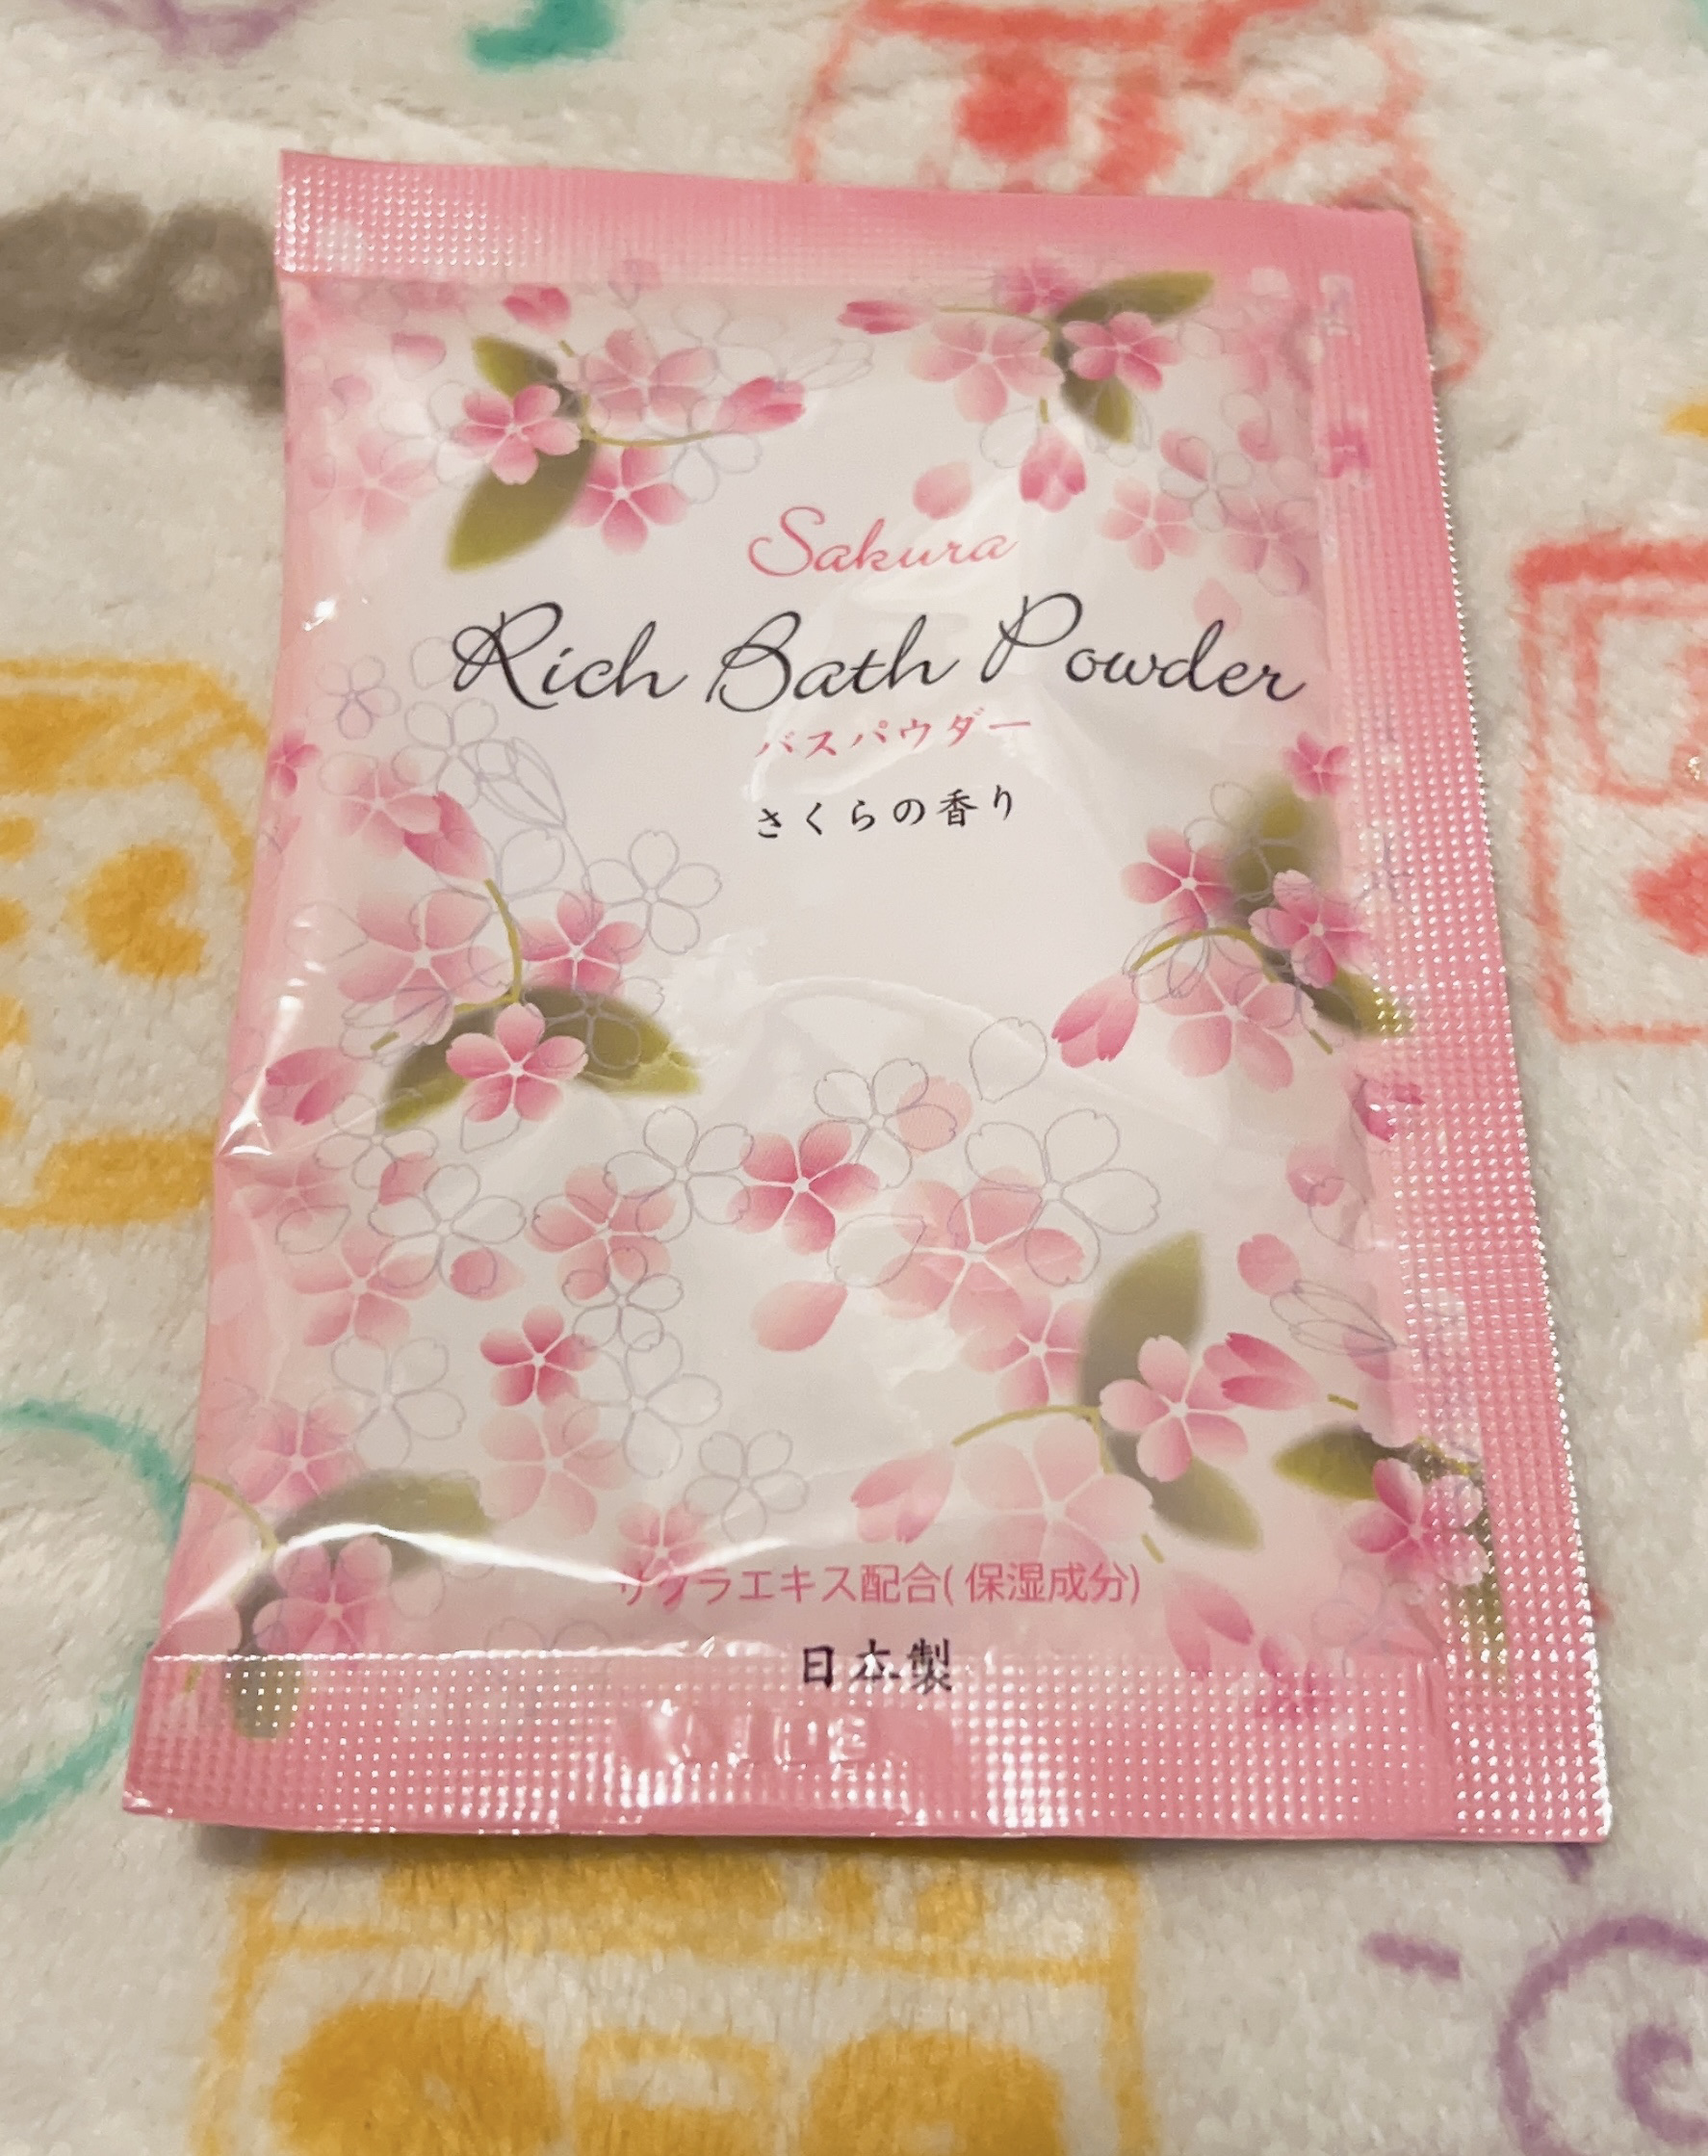 Sakura
Rich Bath Powder
バスパウダー
さくらの香り
サクラエキス配合(保湿成分)
日本製